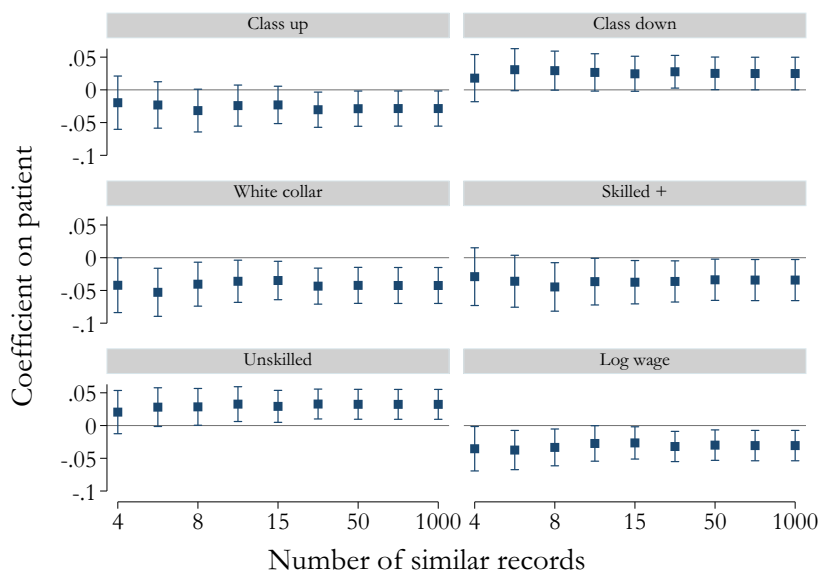 Class up
Class down
.05
0
-.05
-.1
White collar
Skilled +
.05
0
-.05
-.1
Unskilled
Log wage
.05
0
-.05
-.1
4 8 15 50 1000 4 8 15 50 1000
Coefficient on patient
Number of similar records